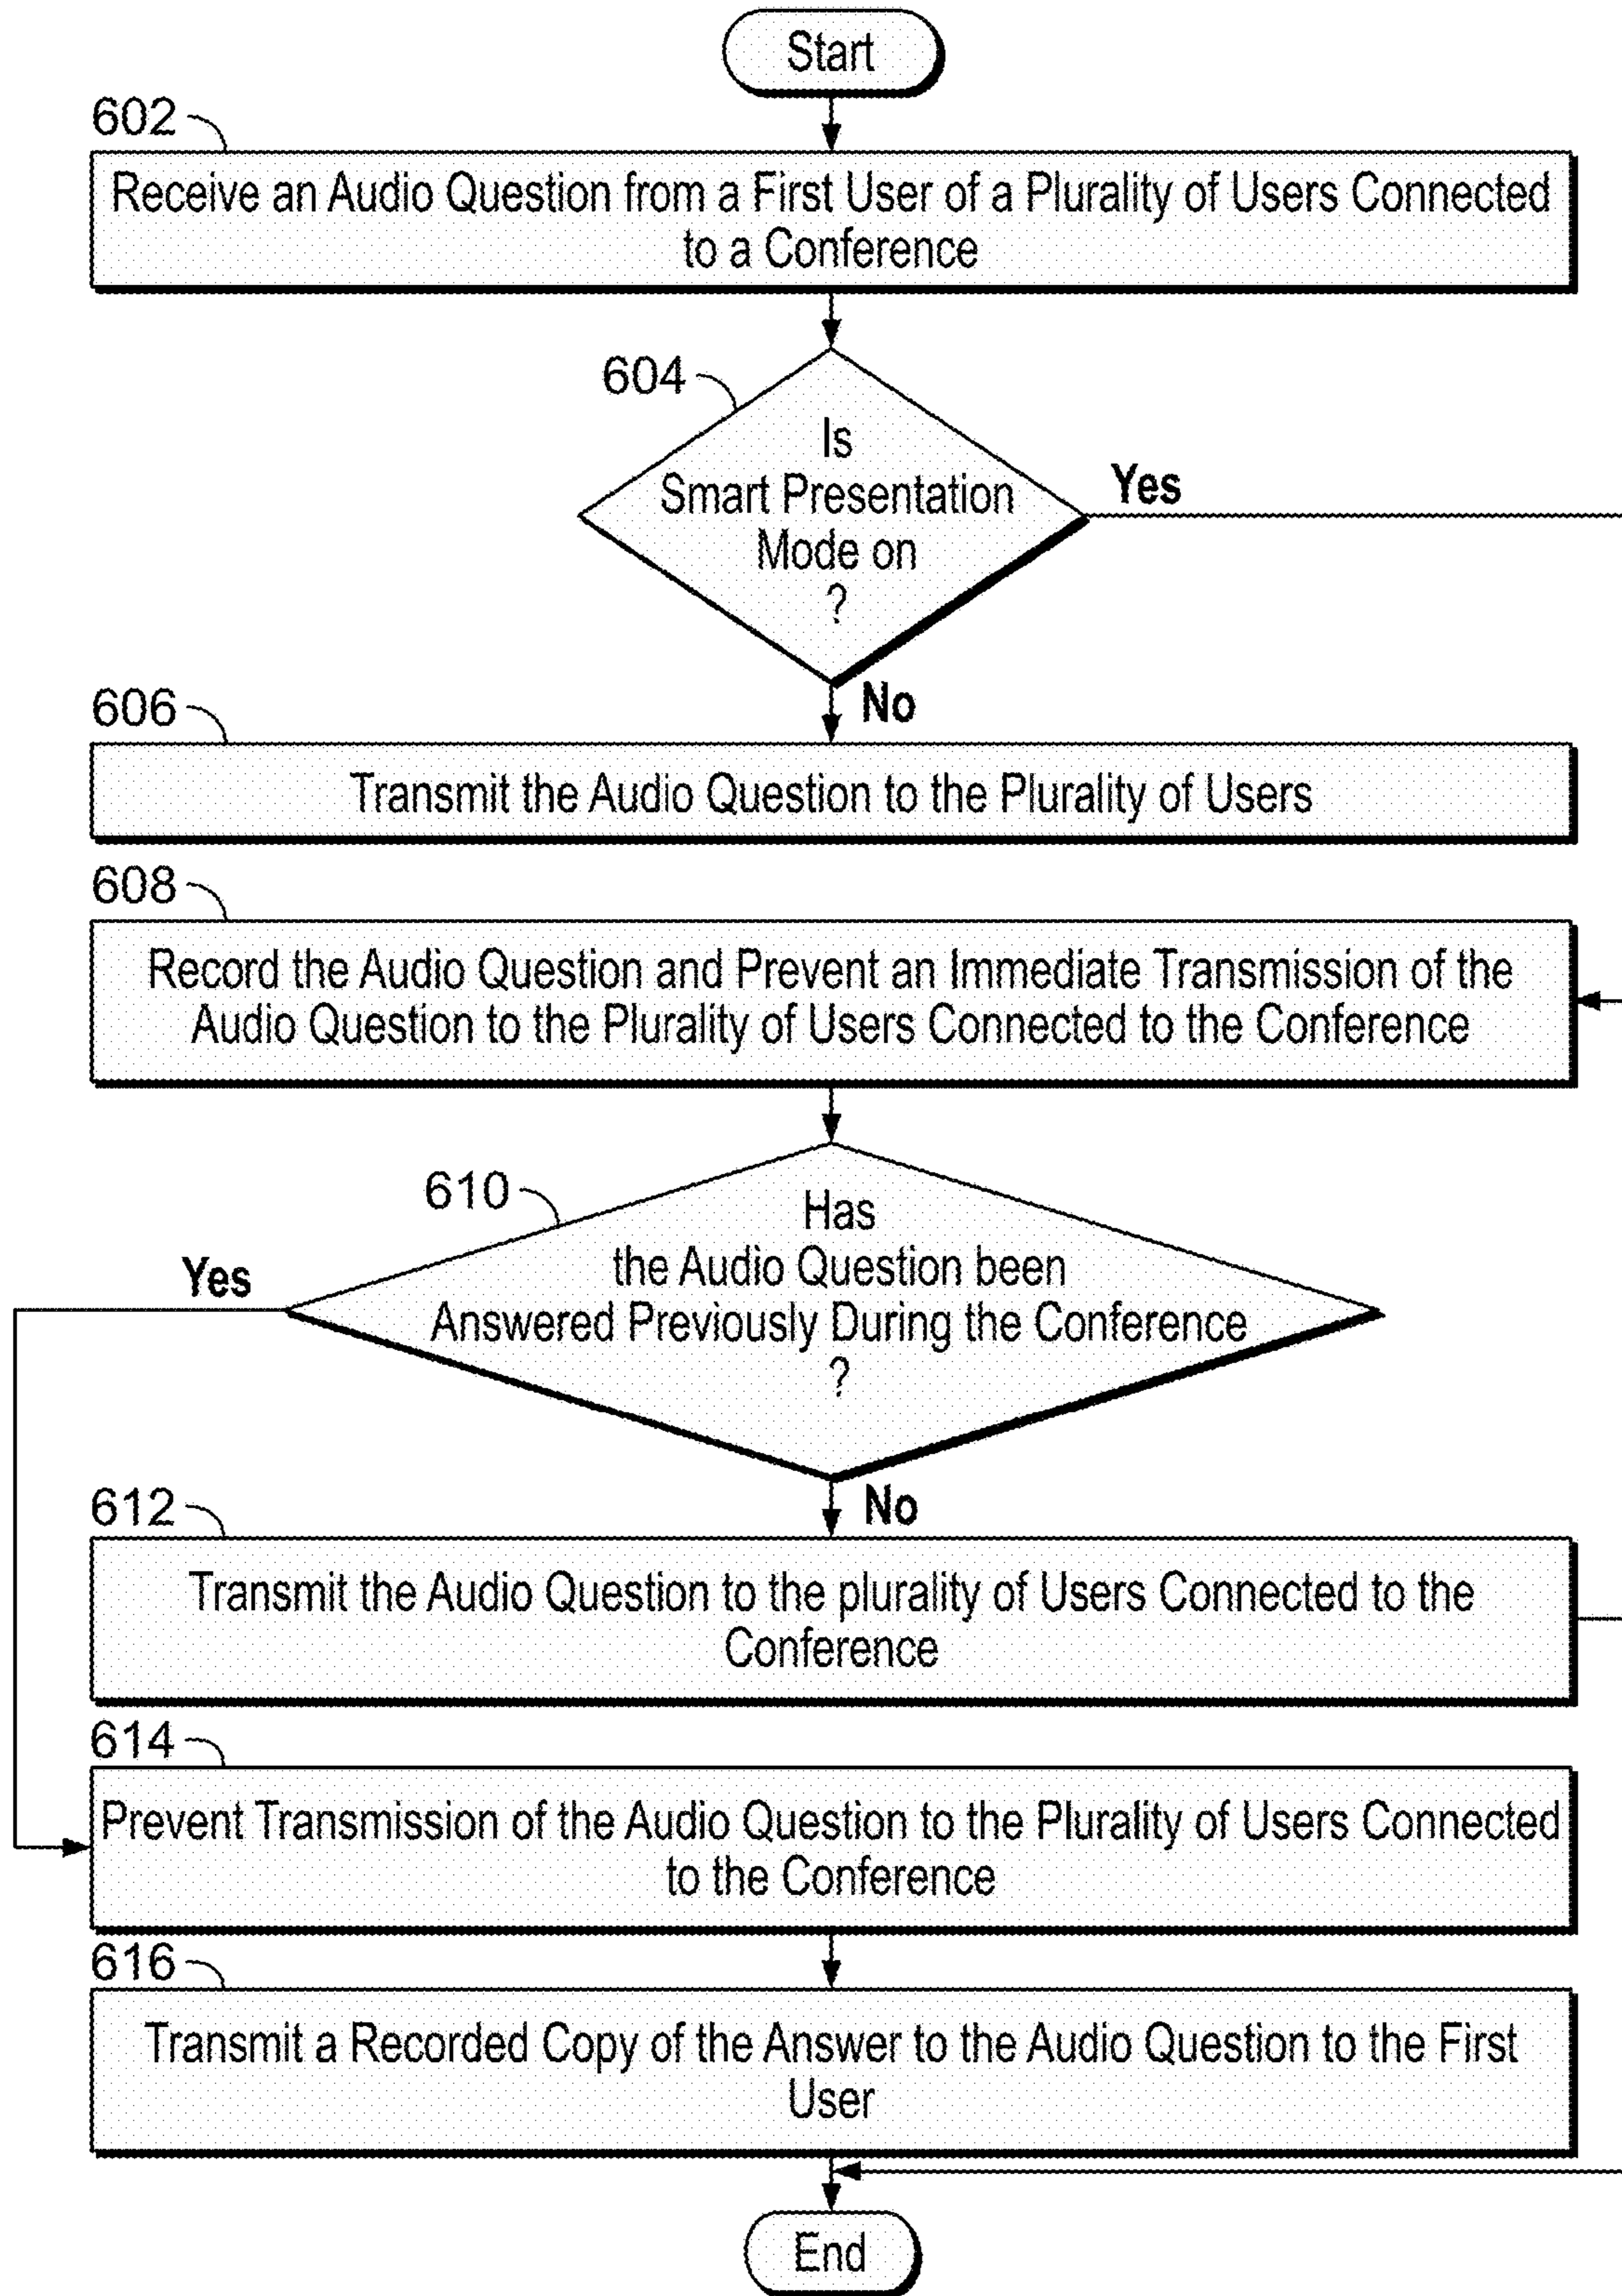 Start
602
Receive an Audio Question from a First User of a Plurality of Users Connected
to a Conference
604
Is
Smart Presentation
Mode on
?
Yes
No
606
Transmit the Audio Question to the Plurality of Users
608
Record the Audio Question and Prevent an Immediate Transmission of the
Audio Question to the Plurality of Users Connected to the Conference
610
Has
the Audio Question been
Answered Previously During the Conference
?
Yes
No
612
Transmit the Audio Question to the plurality of Users Connected to the
Conference
614
Prevent Transmission of the Audio Question to the Plurality of Users Connected
to the Conference
616
Transmit a Recorded Copy of the Answer to the Audio Question to the First
User
End